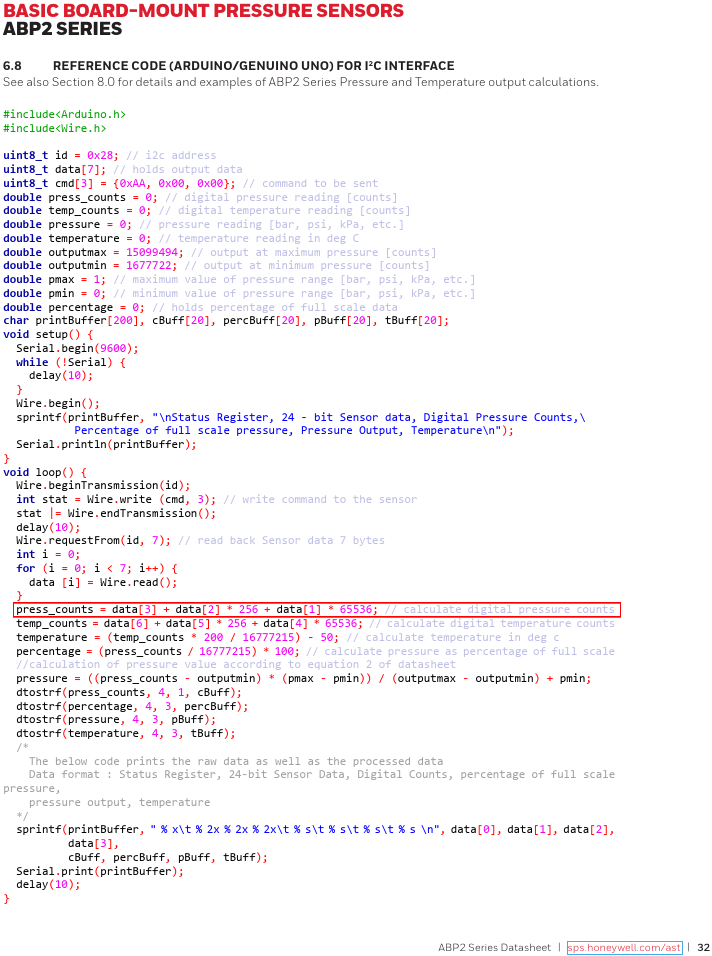 BASIC BOARD-MOUNT PRESSURE SENSORS
ABP2 SERIES
6.8 REFERENCE CODE (ARDUINO/GENUINO UNO) FOR I²C INTERFACE
See also Section 8.0 for details and examples of ABP2 Series Pressure and Temperature output calculations.
#include<Arduino.h>
#include<Wire.h>
uint8_t id = 0x28; // i2c address
uint8_t data[7]; // holds output data
uint8_t cmd[3] = {0xAA, 0x00, 0x00}; // command to be sent
double press_counts = 0; // digital pressure reading [counts]
double temp_counts = 0; // digital temperature reading [counts]
double pressure = 0; // pressure reading [bar, psi, kPa, etc.]
double temperature = 0; // temperature reading in deg C
double outputmax = 15099494; // output at maximum pressure [counts]
double outputmin = 1677722; // output at minimum pressure [counts]
double pmax = 1; // maximum value of pressure range [bar, psi, kPa, etc.]
double pmin = 0; // minimum value of pressure range [bar, psi, kPa, etc.]
double percentage = 0; // holds percentage of full scale data
char printBuffer[200], cBuff[20], percBuff[20], pBuff[20], tBuff[20];
void setup() {
  Serial.begin(9600);
  while (!Serial) {
    delay(10);
  }
  Wire.begin();
  sprintf(printBuffer, "\nStatus Register, 24 - bit Sensor data, Digital Pressure Counts,\
           Percentage of full scale pressure, Pressure Output, Temperature\n");
  Serial.println(printBuffer);
}
void loop() {
  Wire.beginTransmission(id);
  int stat = Wire.write (cmd, 3); // write command to the sensor
  stat |= Wire.endTransmission();
  delay(10);
  Wire.requestFrom(id, 7); // read back Sensor data 7 bytes
  int i = 0;
  for (i = 0; i < 7; i++) {
    data [i] = Wire.read();
  }
  press_counts = data[3] + data[2] * 256 + data[1] * 65536; // calculate digital pressure counts
  temp_counts = data[6] + data[5] * 256 + data[4] * 65536; // calculate digital temperature counts
  temperature = (temp_counts * 200 / 16777215) - 50; // calculate temperature in deg c
  percentage = (press_counts / 16777215) * 100; // calculate pressure as percentage of full scale
  //calculation of pressure value according to equation 2 of datasheet
  pressure = ((press_counts - outputmin) * (pmax - pmin)) / (outputmax - outputmin) + pmin;
  dtostrf(press_counts, 4, 1, cBuff);
  dtostrf(percentage, 4, 3, percBuff);
  dtostrf(pressure, 4, 3, pBuff);
  dtostrf(temperature, 4, 3, tBuff);
  /*
    The below code prints the raw data as well as the processed data
    Data format : Status Register, 24-bit Sensor Data, Digital Counts, percentage of full scale
pressure,
    pressure output, temperature
  */
  sprintf(printBuffer, " % x\t % 2x % 2x % 2x\t % s\t % s\t % s\t % s \n", data[0], data[1], data[2],
          data[3],
          cBuff, percBuff, pBuff, tBuff);
  Serial.print(printBuffer);
  delay(10);
}
ABP2 Series Datasheet | sps.honeywell.com/ast | 32